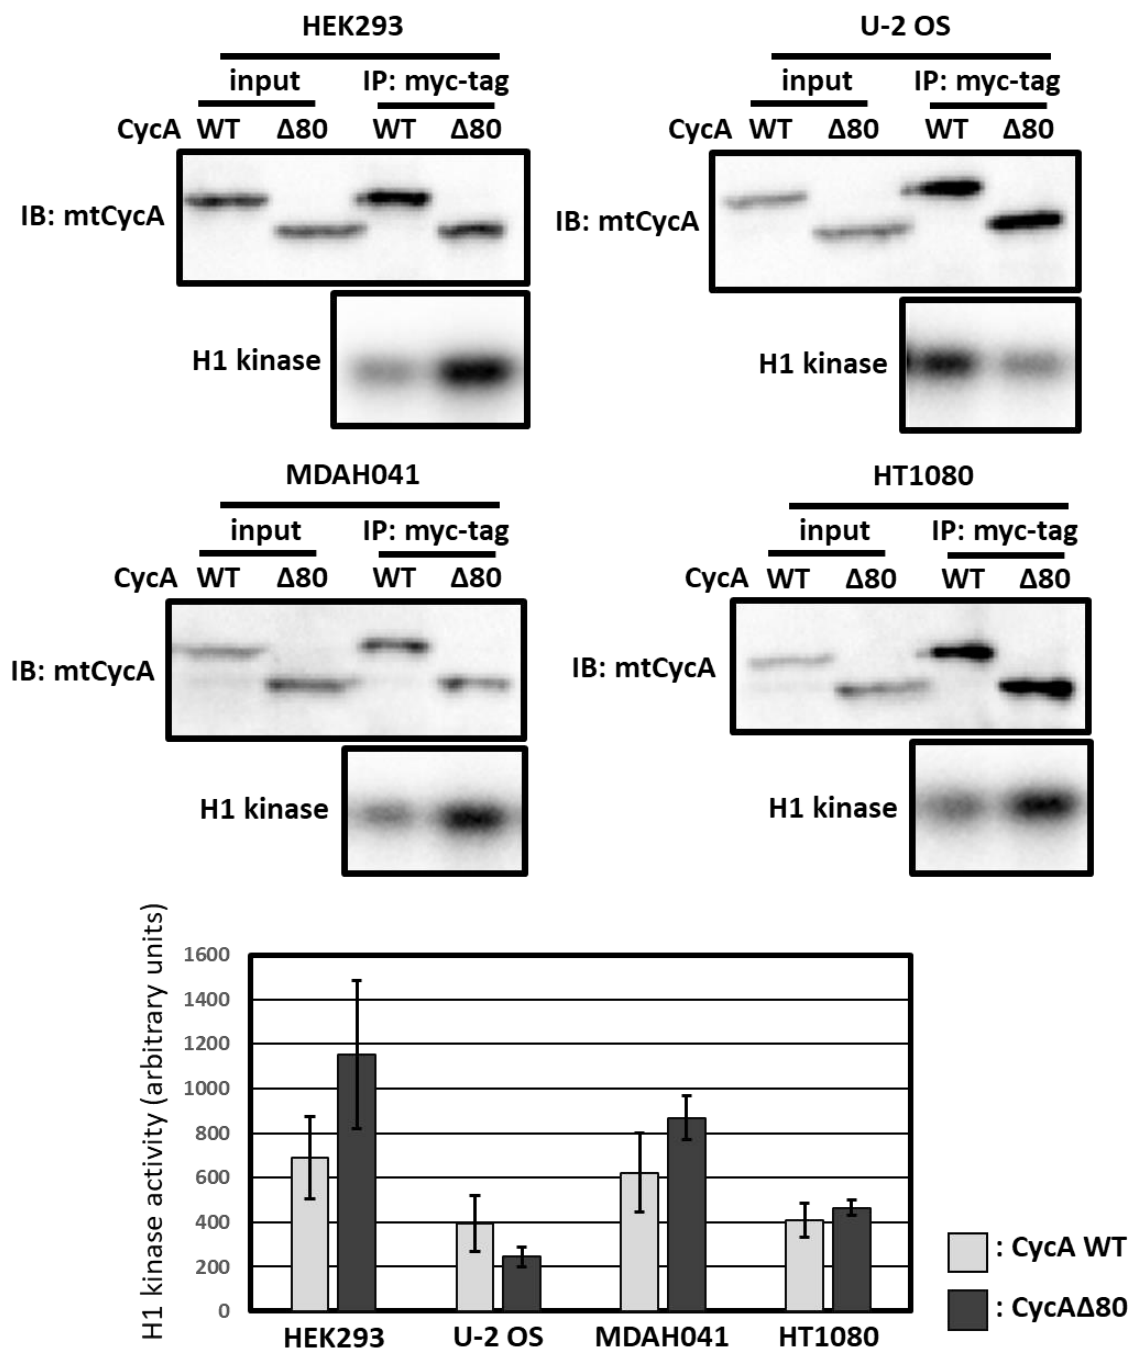 HEK293
input IP: myc-tag
CycA WT Δ80 WT Δ80
IB: mtCycA
H1 kinase
U-2 OS
input IP: myc-tag
CycA WT Δ80 WT Δ80
IB: mtCycA
H1 kinase
MDAH041
input IP: myc-tag
CycA WT Δ80 WT Δ80
IB: mtCycA
H1 kinase
HT1080
input IP: myc-tag
CycA WT Δ80 WT Δ80
IB: mtCycA
H1 kinase
H1 kinase activity (arbitrary units)
1600
1400
1200
1000
800
600
400
200
0
HEK293 U-2 OS MDAH041 HT1080
: CycA WT
: CycAΔ80